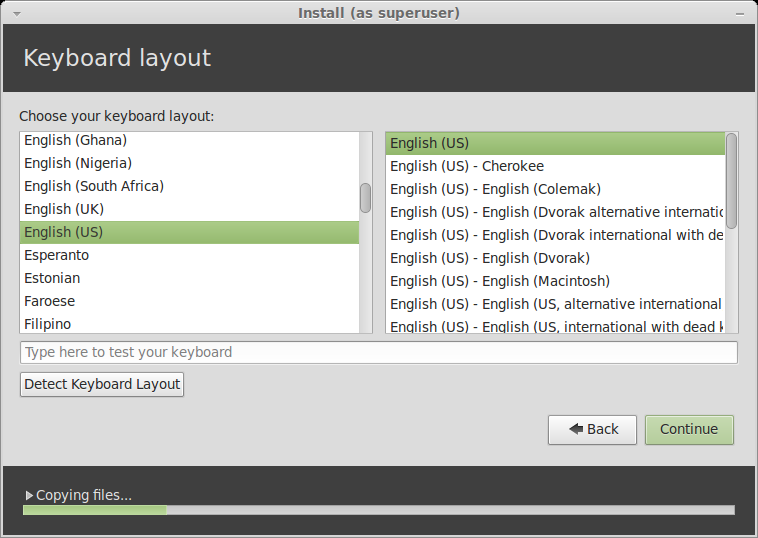 Install (as superuser)
Keyboard layout
Choose your keyboard layout:
English (Ghana)
English (Nigeria)
English (South Africa)
English (UK)
English (US)
Esperanto
Estonian
Faroese
Filipino
English (US)
English (US) - Cherokee
English (US) - English (Colemak)
English (US) - English (Dvorak alternative internatic
English (US) - English (Dvorak international with de
English (US) - English (Dvorak)
English (US) - English (Macintosh)
English (US) - English (US, alternative international
English (US) - English (US, international with dead k
Type here to test your keyboard
Detect Keyboard Layout
Back
Continue
Copying files...